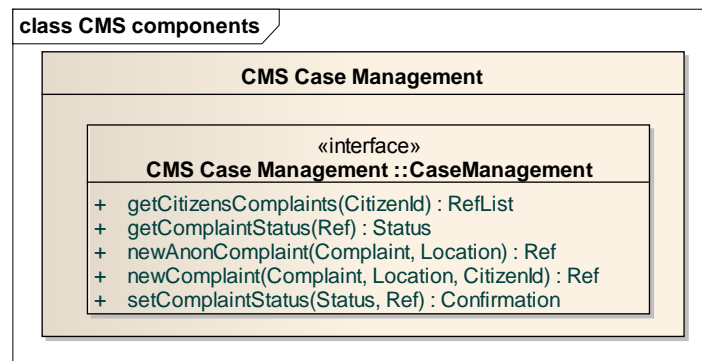 class CMS components
CMS Case Management
«interface»
CMS Case Management ::CaseManagement
+ getCitizensComplaints(CitizenId) : RefList
+ getComplaintStatus(Ref) : Status
+ newAnonComplaint(Complaint, Location) : Ref
+ newComplaint(Complaint, Location, CitizenId) : Ref
+ setComplaintStatus(Status, Ref) : Confirmation